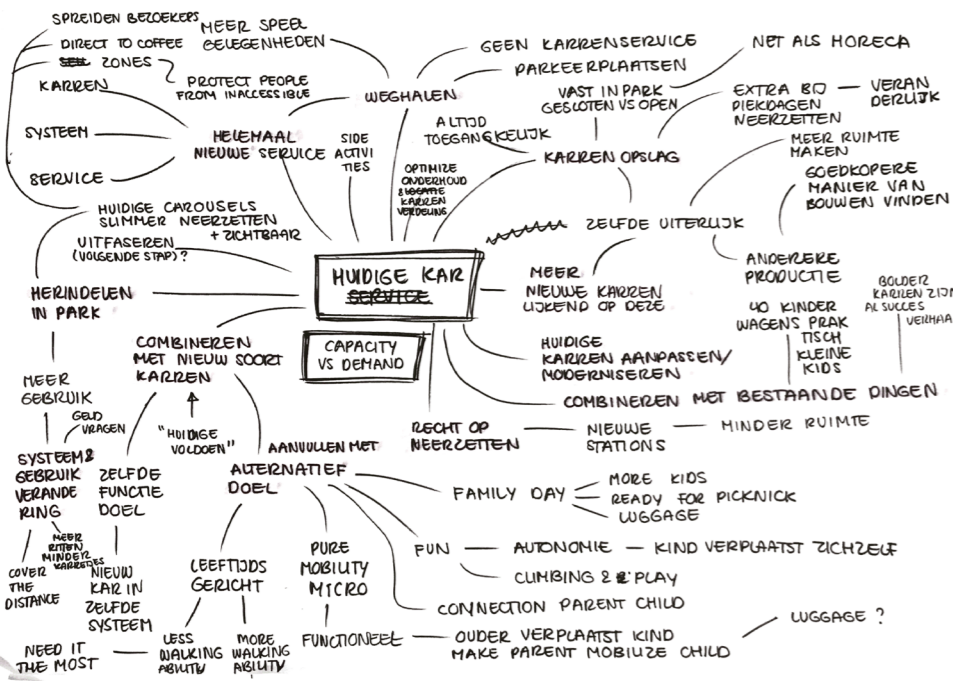 SPREIDEN BEZOEKERS
DIRECT TO COFFEE
ZONES
PROTECT PEOPLE
FROM INACCESSIBLE
KARREN
SYSTEEM
SERVICE
HELEMAAL
NIEUWE SERVICE
MEER SPEEL
GELEGENHEDEN
WEGHALEN
GEEN KARRENSERVICE
PARKEERPLAATSEN
SIDE
ACTIVI
TIES
OPTIMIZE
ONDERHOUD
& LOCATIE
KARREN
VERDELING
ALTIJD
TOEGANGKELIJK
VAST IN PARK
GESLOTEN VS OPEN
NET ALS HORECA
KARREN OPSLAG
EXTRA BIJ
PIEKDAGEN
NEERZETTEN
VERAN
DERLIJK
MEER RUIMTE
MAKEN
GOEDKOPERE
MANIER VAN
BOUWEN VINDEN
ZELFDE UITERLIJK
ANDERERE
PRODUCTIE
HUIDIGE CAROUSELS
SLIMMER NEERZETTEN
+ ZICHTBAAR
UITFASEREN
(VOLGENDE STAP)?
HERINDELEN
IN PARK
HUIDIGE KAR
SERVICE
CAPACITY
VS DEMAND
MEER
NIEUWE KARREN
LIJKEND OP DEZE
HUIDIGE
KARREN AANPASSEN/
MODERNISEREN
40 KINDER
WAGENS PRAK
TISCH
KLEINE
KIDS
BOLDER
KARREN ZIJN
AL SUCCES
VERHAA
COMBINEREN MET BESTAANDE DINGEN
RECHT OP
NEERZETTEN
NIEUWE
STATIONS
MINDER RUIMTE
COMBINEREN
MET NIEUW SOORT
KARREN
"HUIDIGE
VOLDOEN"
MEER
GEBRUIK
GELD
VRAGEN
SYSTEEM &
GEBRUIK
VERANDE
RING
MEER
RITTEN
MINDER
KARRETJES
COVER
THE
DISTANCE
ZELFDE
FUNCTIE
DOEL
NIEUW
KAR IN
ZELFDE
SYSTEEM
AANVULLEN MET
ALTERNATIEF
DOEL
LEEFTIJDS
GERICHT
LESS
WALKING
ABILITY
MORE
WALKING
ABILITY
NEED IT
THE MOST
PURE
MOBILITY
MICRO
FUNCTIONEEL
OUDER VERPLAATST KIND
MAKE PARENT MOBILIZE CHILD
LUGGAGE?
FAMILY DAY
MORE KIDS
READY FOR PICKNICK
LUGGAGE
FUN
AUTONOMIE
KIND VERPLAATST ZICHZELF
CLIMBING & PLAY
CONNECTION PARENT CHILD